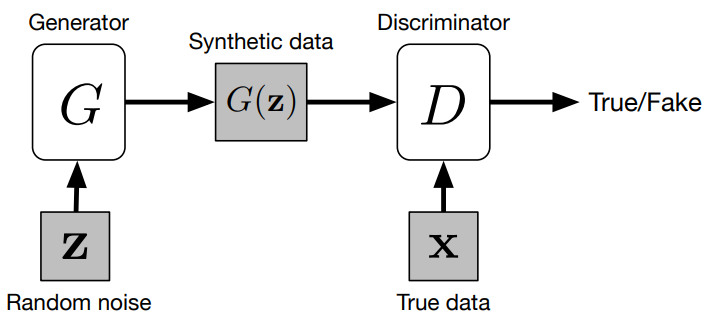 Generator
Synthetic data
Discriminator
G
G(z)
D
True/Fake
z
x
Random noise
True data